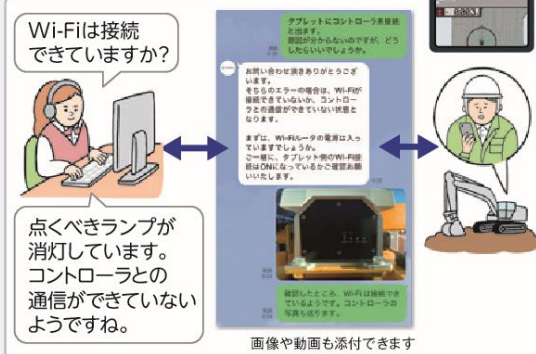 Wi-Fiは接続
できていますか?
点くべきランプが
消灯しています。
コントローラとの
通信ができていない
ようですね。
タブレットにコントローラ未接続
と出ます。
原因が分からないのですが、どう
したらいいでしょうか。
お問い合わせ頂きありがとうござ
います。
そちらのエラーの場合は、Wi-Fiが
接続できていないか、コントロー
ラとの通信ができていない状態と
なります。
まずは、Wi-Fiルータの電源は入っ
ていますでしょうか。
ご一緒に、タブレット側のWi-Fi接
続はONになっているかご確認お願
いいたします。
確認したところ、Wi-Fiは接続でき
ているようです。コントローラの
写真も送ります。
画像や動画も添付できます